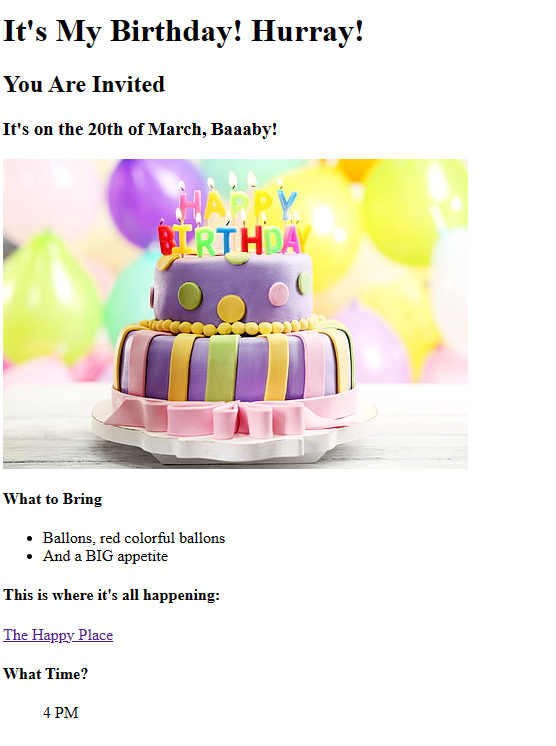 It's My Birthday! Hurray!
You Are Invited
It's on the 20th of March, Baaaby!
HAPPY
BIRTHDAY
What to Bring
Ballons, red colorful ballons
And a BIG appetite
This is where it's all happening:
The Happy Place
What Time?
4 PM